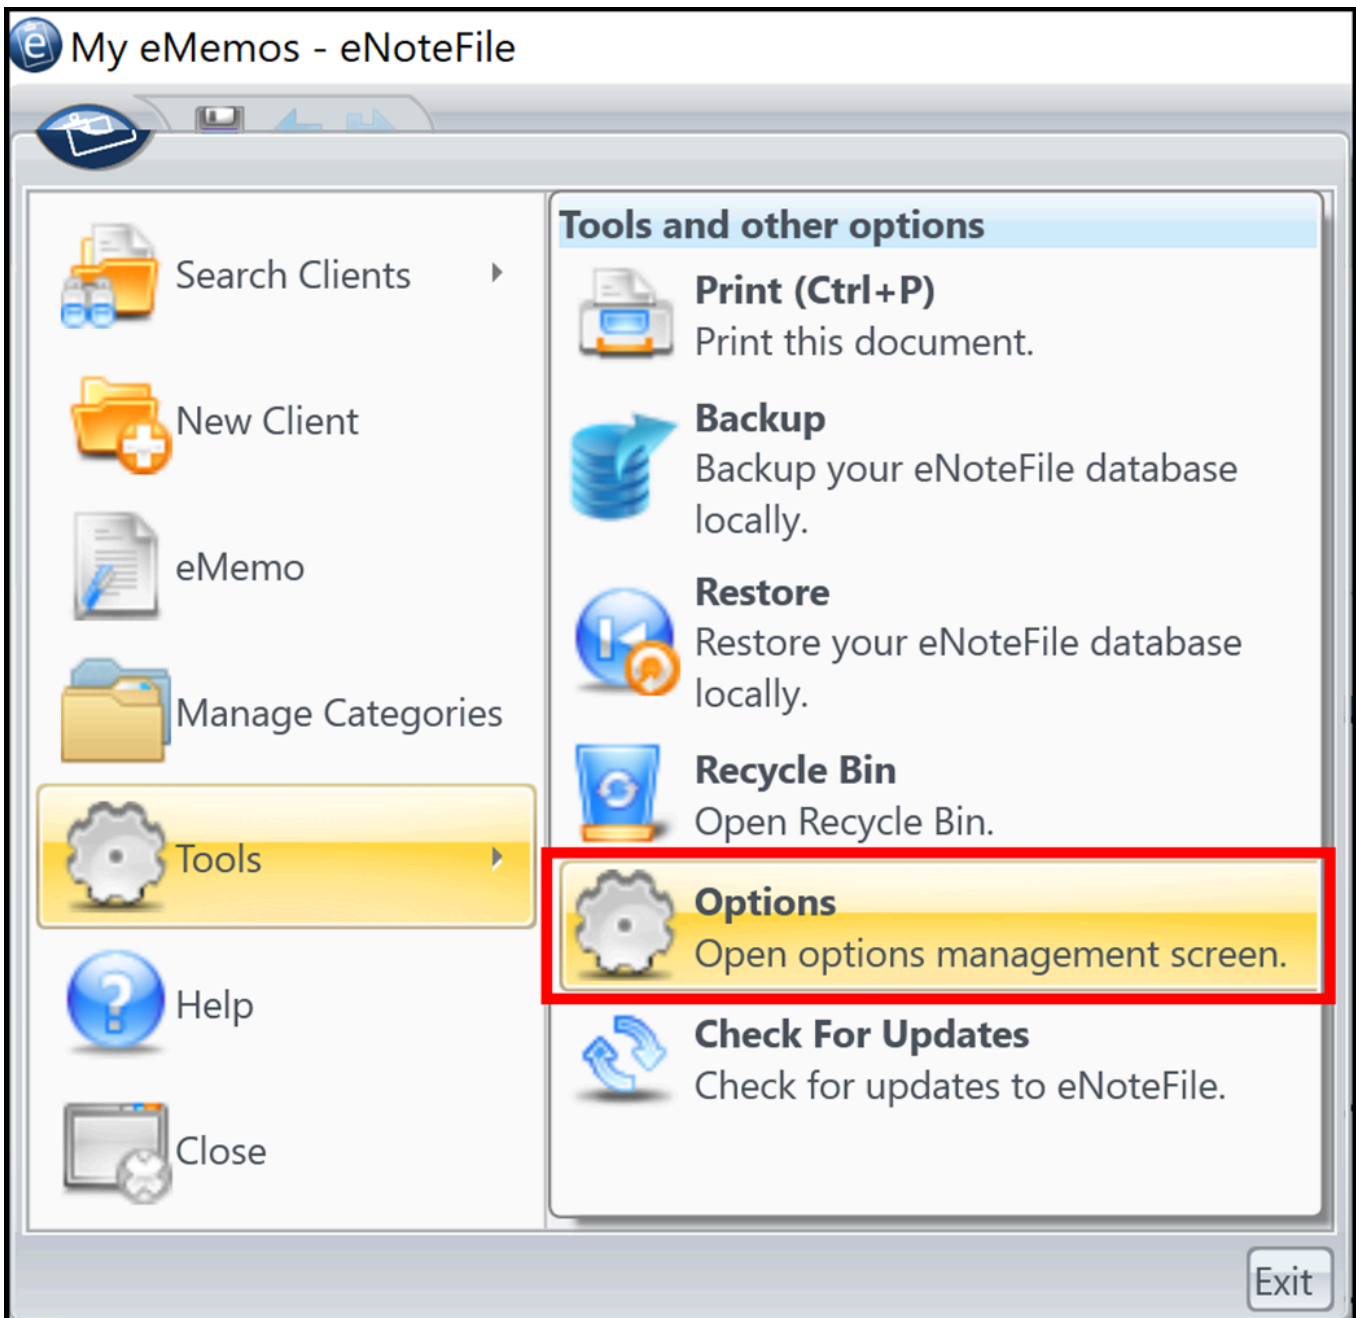 My eMemos - eNoteFile
Search Clients
New Client
eMemo
Manage Categories
Tools
Help
Close
Tools and other options
Print (Ctrl+P)
Print this document.
Backup
Backup your eNoteFile database
locally.
Restore
Restore your eNoteFile database
locally.
Recycle Bin
Open Recycle Bin.
Options
Open options management screen.
Check For Updates
Check for updates to eNoteFile.
Exit